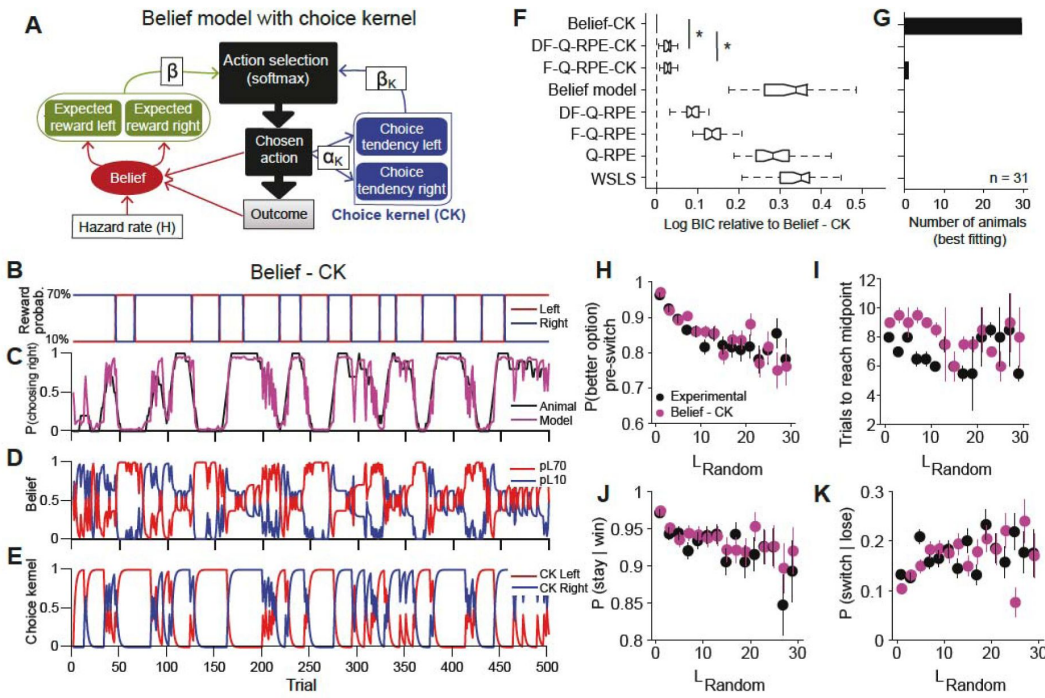 A
Belief model with choice kernel
β
Action selection
(softmax)
βK
Expected
reward left
Expected
reward right
Chosen
action
αK
Choice
tendency left
Choice
tendency right
Belief
Outcome
Choice kernel (CK)
Hazard rate (H)
B
Belief - CK
Reward
prob.
70%
10%
Left
Right
C
P(choosing right)
1
0.5
0
Animal
Model
D
Belief
1
0.5
0
pL70
pL10
E
Choice kernel
1
0.5
0
CK Left
CK Right
0 50 100 150 200 250 300 350 400 450 500
Trial
F
Belief-CK
DF-Q-RPE-CK
F-Q-RPE-CK
Belief model
DF-Q-RPE
F-Q-RPE
Q-RPE
WSLS
*
*
0 0.1 0.2 0.3 0.4 0.5
Log BIC relative to Belief - CK
G
n = 31
0 10 20 30
Number of animals
(best fitting)
H
P(better option)
pre-switch
1
0.9
0.8
0.7
0.6
Experimental
Belief - CK
0 10 20 30
LRandom
I
Trials to reach midpoint
12
10
8
6
4
2
0 10 20 30
LRandom
J
P (stay | win)
1
0.95
0.9
0.85
0.8
0 10 20 30
LRandom
K
P (switch | lose)
0.3
0.2
0.1
0
0 10 20 30
LRandom